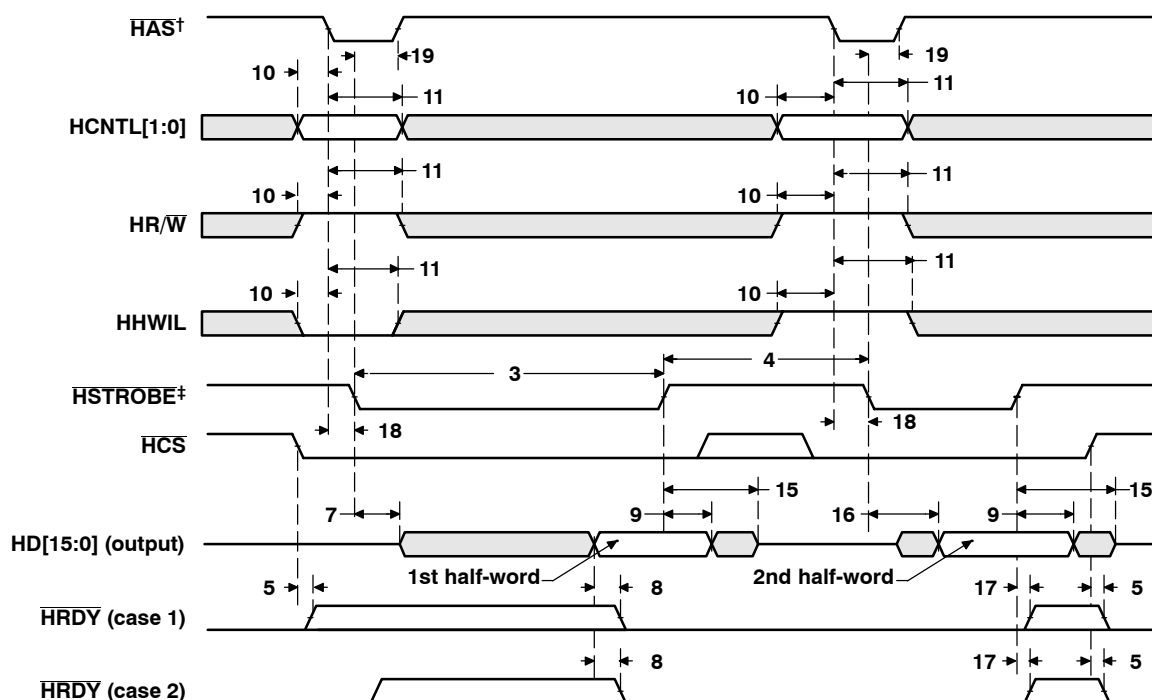 HAS†
19
19
10
11
10
11
HCNTL[1:0]
11
11
10
10
HR/W
11
11
10
10
HHWIL
4
3
HSTROBE‡
18
18
HCS
15
15
7
9
16
9
HD[15:0] (output)
1st half-word
2nd half-word
5
8
17
5
HRDY (case 1)
8
17
5
HRDY (case 2)